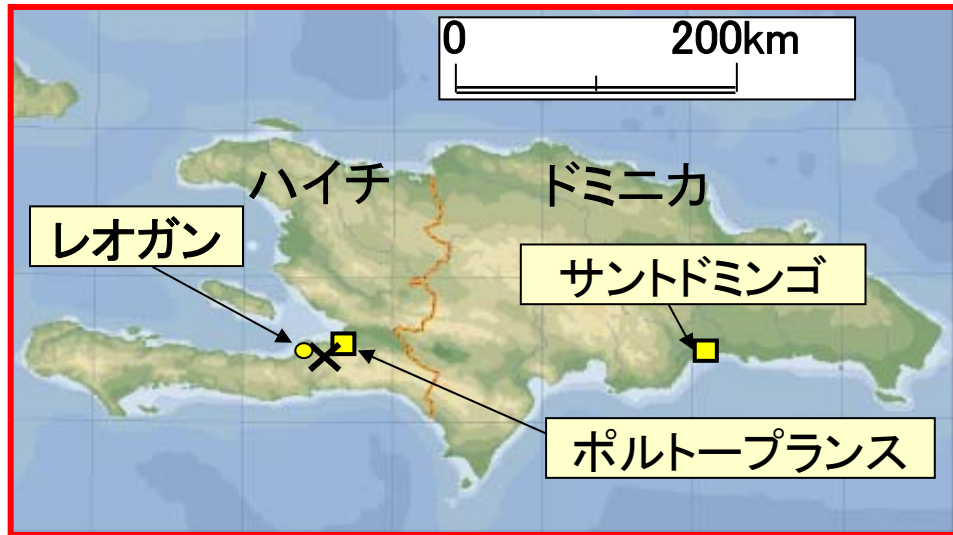 0 200km
ハイチ ドミニカ
レオガン
サントドミンゴ
ポルトープランス